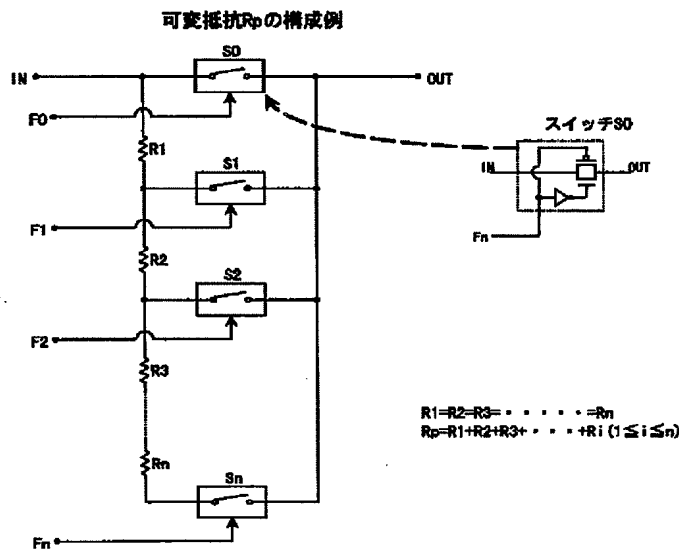 可変抵抗Rpの構成例
S0
IN
OUT
F0
スイッチS0
R1
IN
OUT
S1
Fn
F1
R2
S2
F2
R3
R1=R2=R3=・・・・・=Rn
Rp=R1+R2+R3+・・・・+Ri(1≦i≦n)
Rn
Sn
Fn